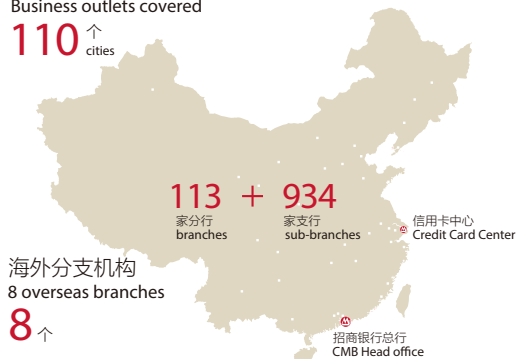 Business outlets covered
110 个
cities
113 + 934
家分行 家支行
branches sub-branches
信用卡中心
Credit Card Center
海外分支机构
8 overseas branches
8 个
招商银行总行
CMB Head office